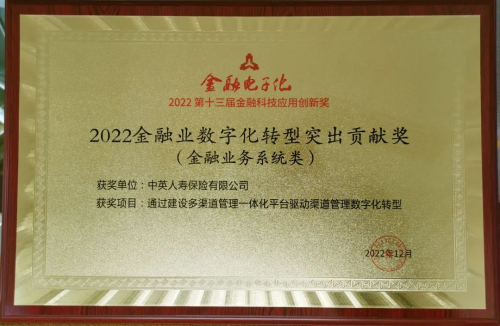 金融电子化
2022 第十三届金融科技应用创新奖
2022金融业数字化转型突出贡献奖
（金融业务系统类）
获奖单位：中英人寿保险有限公司
获奖项目：通过建设多渠道管理一体化平台驱动渠道管理数字化转型
2022年12月